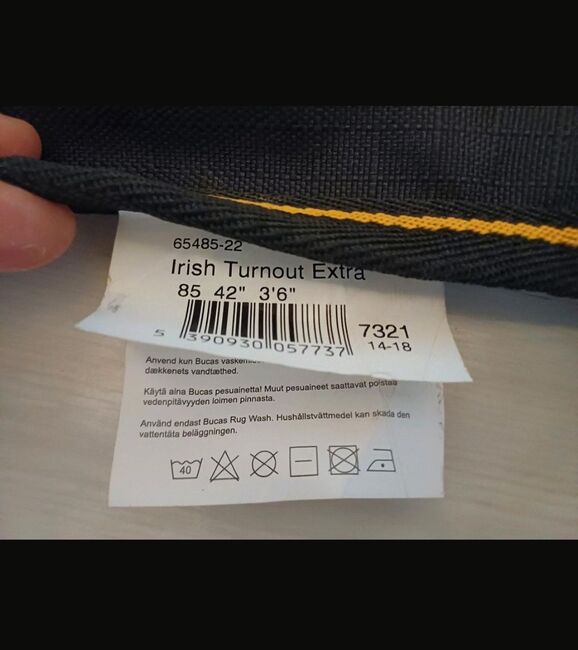 65485-22
Irish Turnout Extra
85 42" 3'6"
5 390930 057737
7321
14-18
Anvend kun Bucas
dækkenets vandtæthed.
Käytä aina Bucas pesuainetta! Muut pesuaineet saattavat poistaa
vedenpitävyyden loimen pinnasta.
Använd endast Bucas Rug Wash. Hushållstvättmedel kan skada den
vattentäta beläggningen.
40